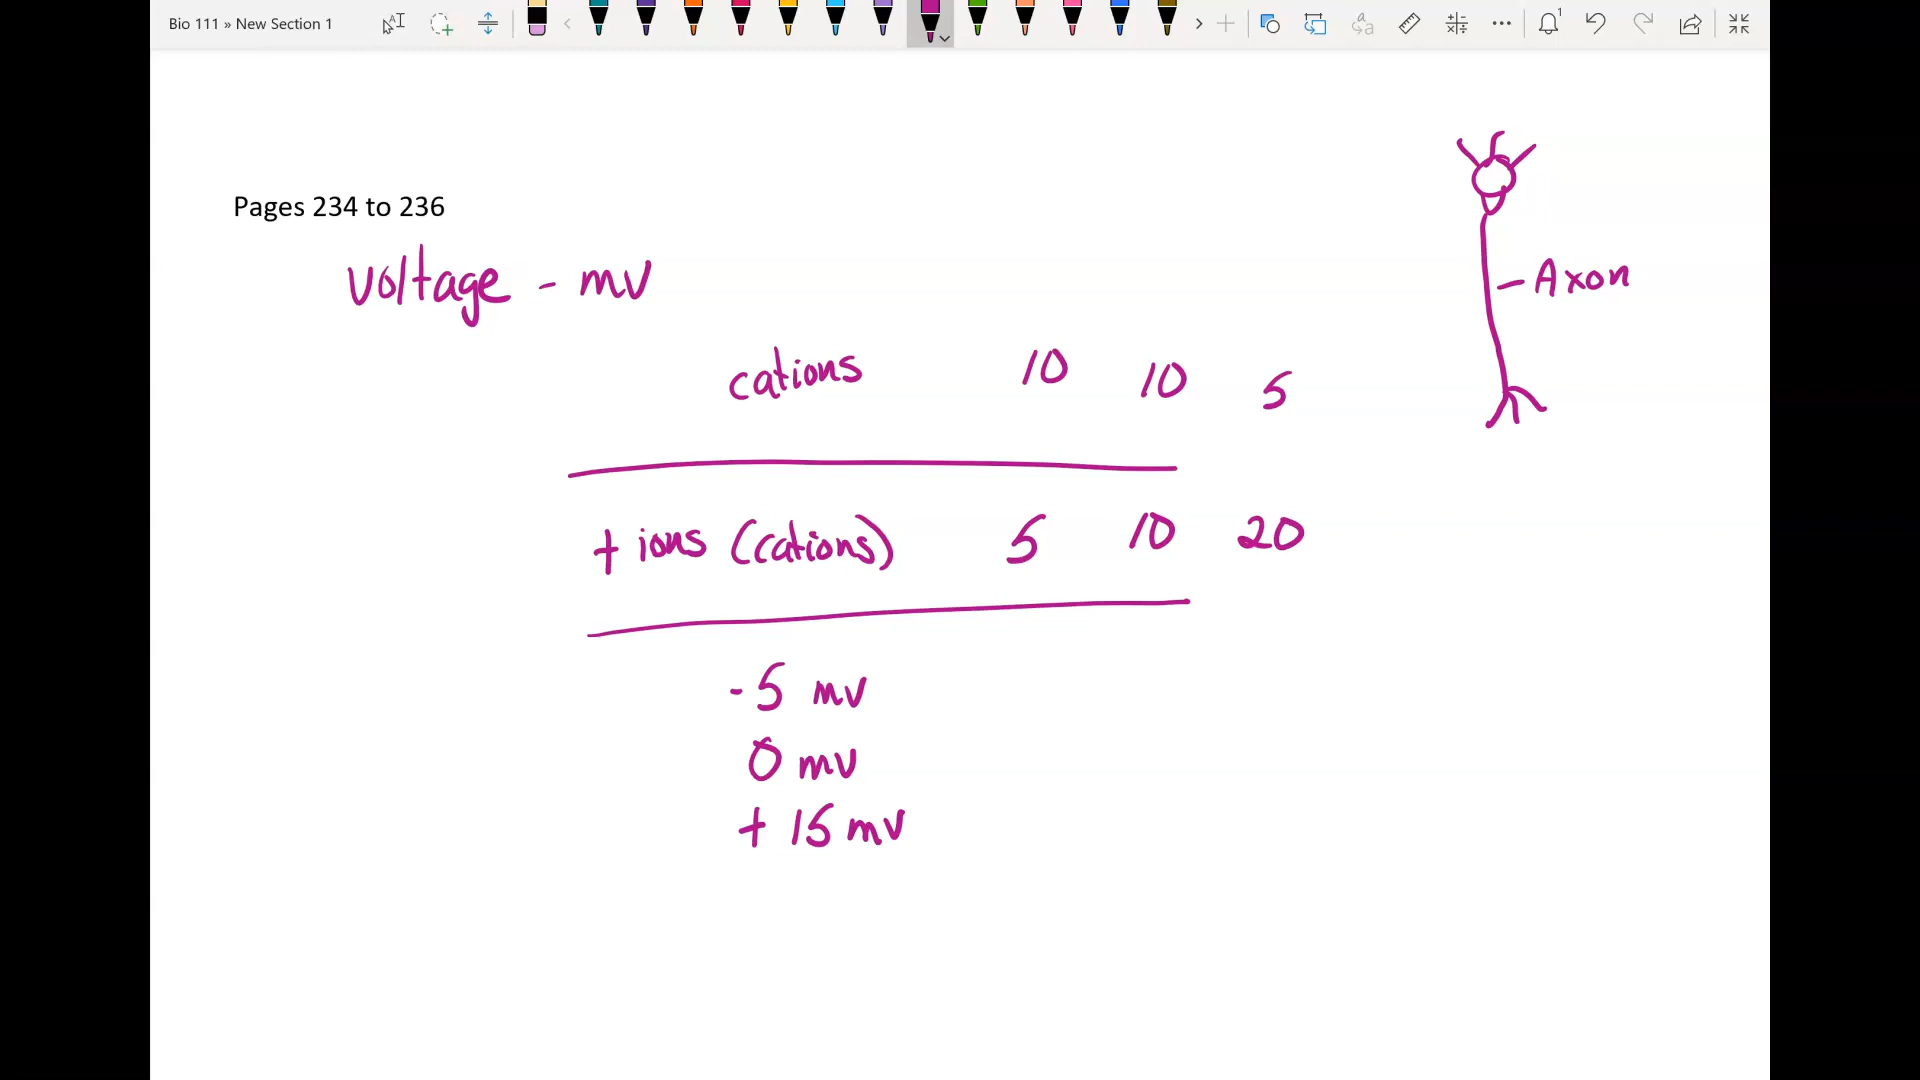 Bio 111 » New Section 1
Pages 234 to 236
voltage - mv
Axon
cations 10 10 5
+ ions (cations) 5 10 20
- 5 mv
0 mv
+ 15 mv